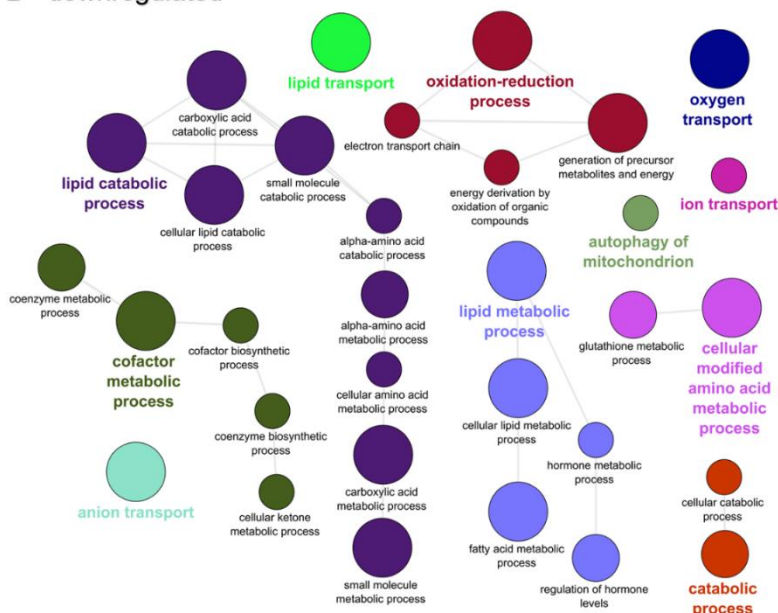 downregulated
lipid transport
oxidation-reduction
process
oxygen
transport
carboxylic acid
catabolic process
electron transport chain
generation of precursor
metabolites and energy
lipid catabolic
process
small molecule
catabolic process
energy derivation by
oxidation of organic
compounds
ion transport
cellular lipid catabolic
process
alpha-amino acid
catabolic process
autophagy of
mitochondrion
coenzyme metabolic
process
lipid metabolic
process
alpha-amino acid
metabolic process
glutathione metabolic
process
cellular
modified
amino acid
metabolic
process
cofactor
metabolic
process
cofactor biosynthetic
process
cellular amino acid
metabolic process
cellular lipid metabolic
process
coenzyme biosynthetic
process
hormone metabolic
process
carboxylic acid
metabolic process
cellular catabolic
process
anion transport
cellular ketone
metabolic process
fatty acid metabolic
process
regulation of hormone
levels
small molecule
metabolic process
catabolic
process